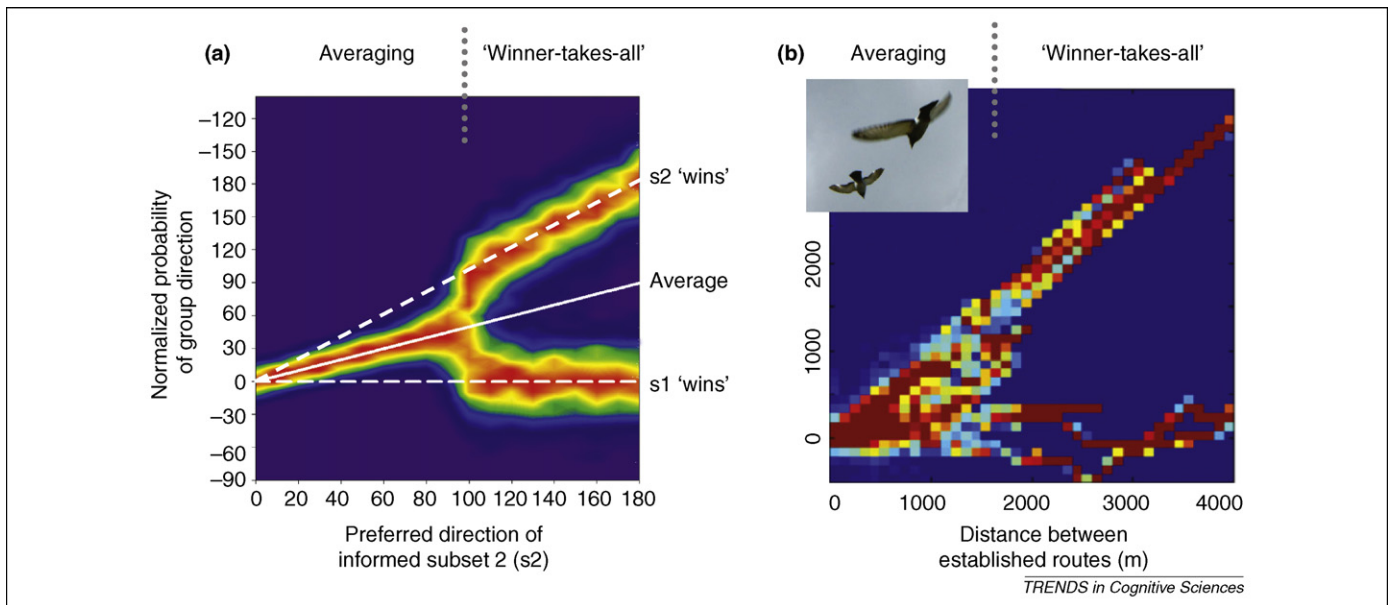 (a)
Averaging
'Winner-takes-all'
−120
−150
180
150
120
90
60
30
0
−30
−60
−90
Normalized probability
of group direction
s2 'wins'
Average
s1 'wins'
0 20 40 60 80 100 120 140 160 180
Preferred direction of
informed subset 2 (s2)
(b)
Averaging
'Winner-takes-all'
2000
1000
0
0 1000 2000 3000 4000
Distance between
established routes (m)
TRENDS in Cognitive Sciences